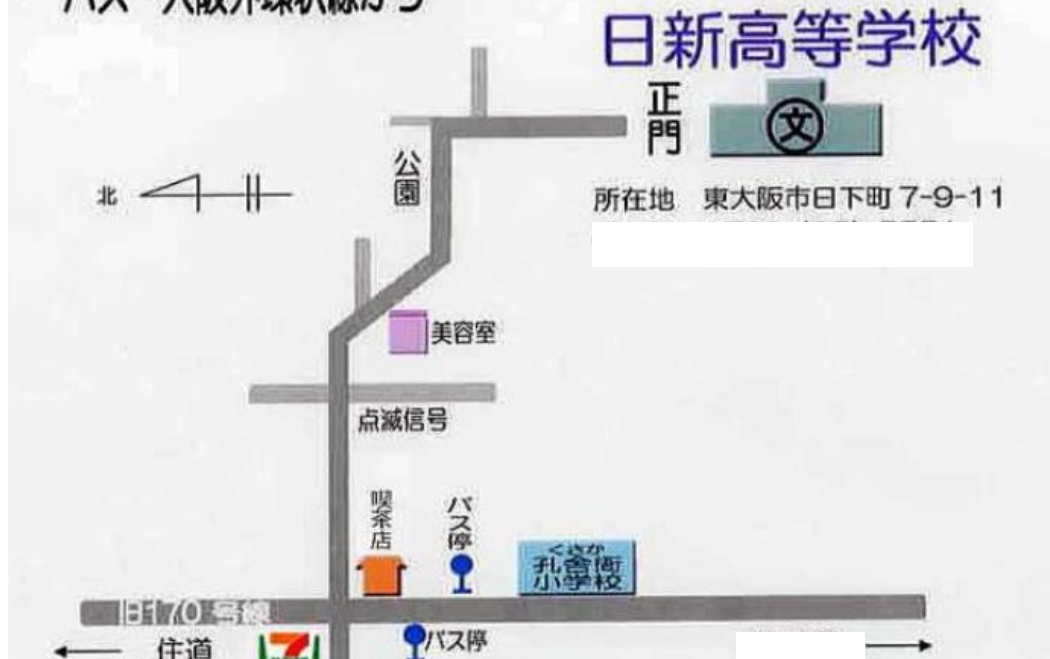 日新高等学校
正門
文
公園
北
所在地 東大阪市日下町7-9-11
美容室
点滅信号
喫茶店
バス停
くさか
孔舎衙
小学校
旧170号線
住道
7
バス停